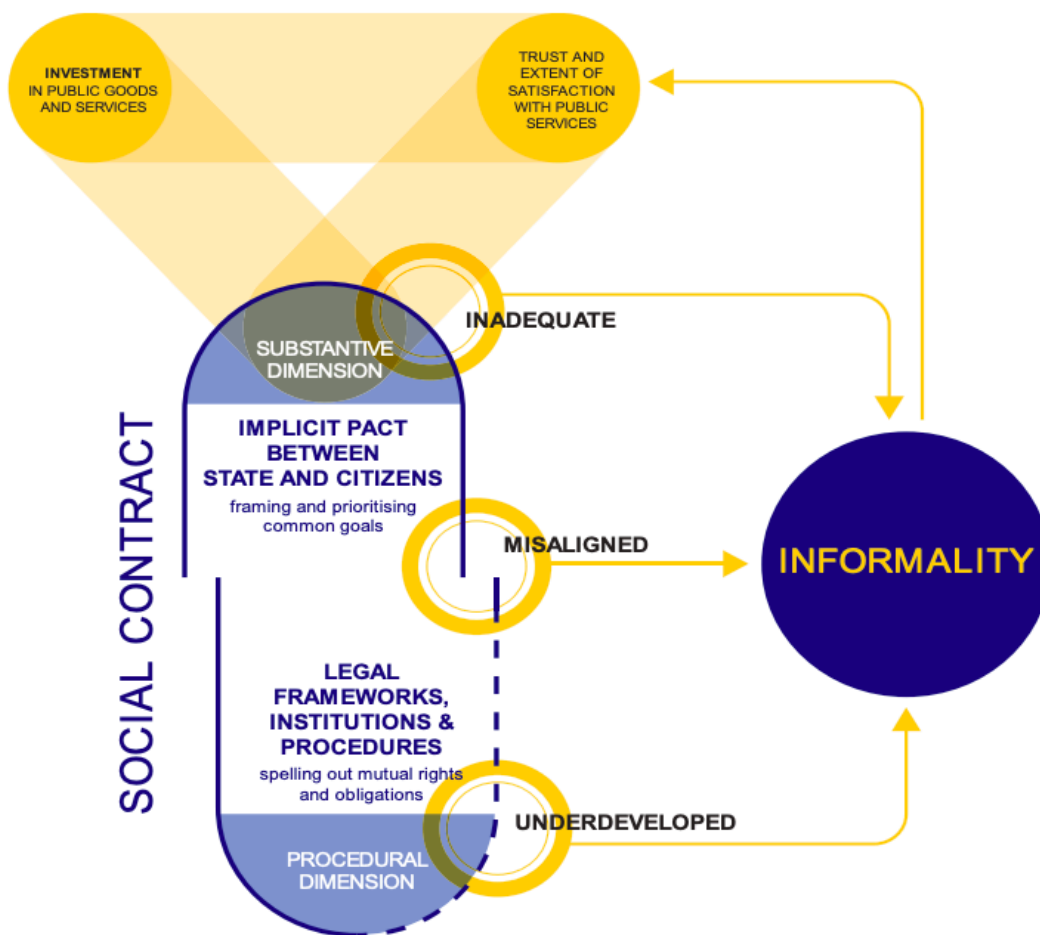 INVESTMENT
IN PUBLIC GOODS
AND SERVICES
TRUST AND
EXTENT OF
SATISFACTION
WITH PUBLIC
SERVICES
INADEQUATE
SUBSTANTIVE
DIMENSION
SOCIAL CONTRACT
IMPLICIT PACT
BETWEEN
STATE AND CITIZENS
framing and prioritising
common goals
MISALIGNED
INFORMALITY
LEGAL
FRAMEWORKS,
INSTITUTIONS &
PROCEDURES
spelling out mutual rights
and obligations
UNDERDEVELOPED
PROCEDURAL
DIMENSION